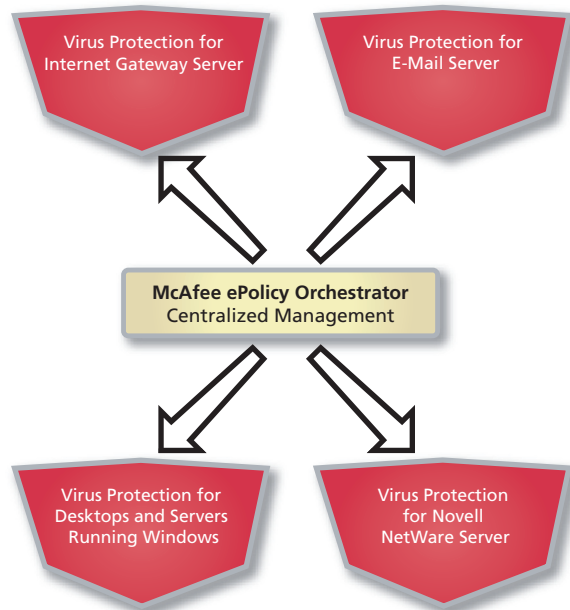 Virus Protection for
Internet Gateway Server
Virus Protection for
E-Mail Server
McAfee ePolicy Orchestrator
Centralized Management
Virus Protection for
Desktops and Servers
Running Windows
Virus Protection
for Novell
NetWare Server